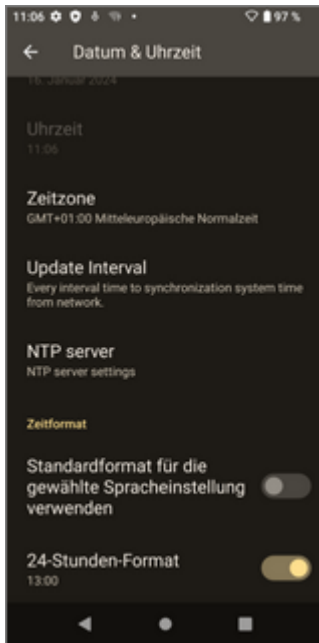 11:06 97 %
Datum & Uhrzeit
16. Januar 2024
Uhrzeit
11:06
Zeitzone
GMT+01:00 Mitteleuropäische Normalzeit
Update Interval
Every interval time to synchronization system time
from network.
NTP server
NTP server settings
Zeitformat
Standardformat für die
gewählte Spracheinstellung
verwenden
24-Stunden-Format
13:00